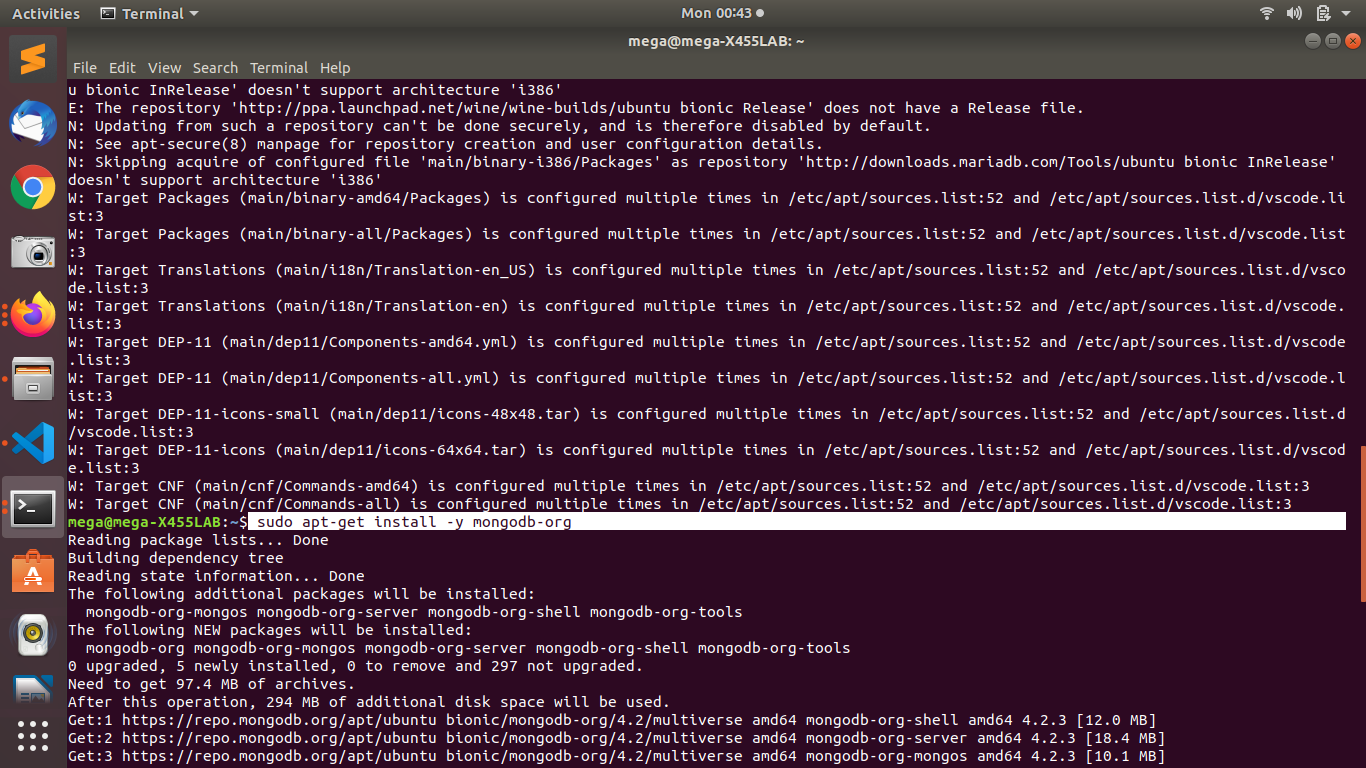 Activities Terminal Mon 00:43
mega@mega-X455LAB: ~
File Edit View Search Terminal Help
u bionic InRelease' doesn't support architecture 'i386'
E: The repository 'http://ppa.launchpad.net/wine/wine-builds/ubuntu bionic Release' does not have a Release file.
N: Updating from such a repository can't be done securely, and is therefore disabled by default.
N: See apt-secure(8) manpage for repository creation and user configuration details.
N: Skipping acquire of configured file 'main/binary-i386/Packages' as repository 'http://downloads.mariadb.com/Tools/ubuntu bionic InRelease'
doesn't support architecture 'i386'
W: Target Packages (main/binary-amd64/Packages) is configured multiple times in /etc/apt/sources.list:52 and /etc/apt/sources.list.d/vscode.li
st:3
W: Target Packages (main/binary-all/Packages) is configured multiple times in /etc/apt/sources.list:52 and /etc/apt/sources.list.d/vscode.list
:3
W: Target Translations (main/i18n/Translation-en_US) is configured multiple times in /etc/apt/sources.list:52 and /etc/apt/sources.list.d/vsco
de.list:3
W: Target Translations (main/i18n/Translation-en) is configured multiple times in /etc/apt/sources.list:52 and /etc/apt/sources.list.d/vscode.
list:3
W: Target DEP-11 (main/dep11/Components-amd64.yml) is configured multiple times in /etc/apt/sources.list:52 and /etc/apt/sources.list.d/vscode
.list:3
W: Target DEP-11 (main/dep11/Components-all.yml) is configured multiple times in /etc/apt/sources.list:52 and /etc/apt/sources.list.d/vscode.l
ist:3
W: Target DEP-11-icons-small (main/dep11/icons-48x48.tar) is configured multiple times in /etc/apt/sources.list:52 and /etc/apt/sources.list.d
/vscode.list:3
W: Target DEP-11-icons (main/dep11/icons-64x64.tar) is configured multiple times in /etc/apt/sources.list:52 and /etc/apt/sources.list.d/vscod
e.list:3
W: Target CNF (main/cnf/Commands-amd64) is configured multiple times in /etc/apt/sources.list:52 and /etc/apt/sources.list.d/vscode.list:3
W: Target CNF (main/cnf/Commands-all) is configured multiple times in /etc/apt/sources.list:52 and /etc/apt/sources.list.d/vscode.list:3
mega@mega-X455LAB:~$ sudo apt-get install -y mongodb-org
Reading package lists... Done
Building dependency tree
Reading state information... Done
The following additional packages will be installed:
  mongodb-org-mongos mongodb-org-server mongodb-org-shell mongodb-org-tools
The following NEW packages will be installed:
  mongodb-org mongodb-org-mongos mongodb-org-server mongodb-org-shell mongodb-org-tools
0 upgraded, 5 newly installed, 0 to remove and 297 not upgraded.
Need to get 97.4 MB of archives.
After this operation, 294 MB of additional disk space will be used.
Get:1 https://repo.mongodb.org/apt/ubuntu bionic/mongodb-org/4.2/multiverse amd64 mongodb-org-shell amd64 4.2.3 [12.0 MB]
Get:2 https://repo.mongodb.org/apt/ubuntu bionic/mongodb-org/4.2/multiverse amd64 mongodb-org-server amd64 4.2.3 [18.4 MB]
Get:3 https://repo.mongodb.org/apt/ubuntu bionic/mongodb-org/4.2/multiverse amd64 mongodb-org-mongos amd64 4.2.3 [10.1 MB]